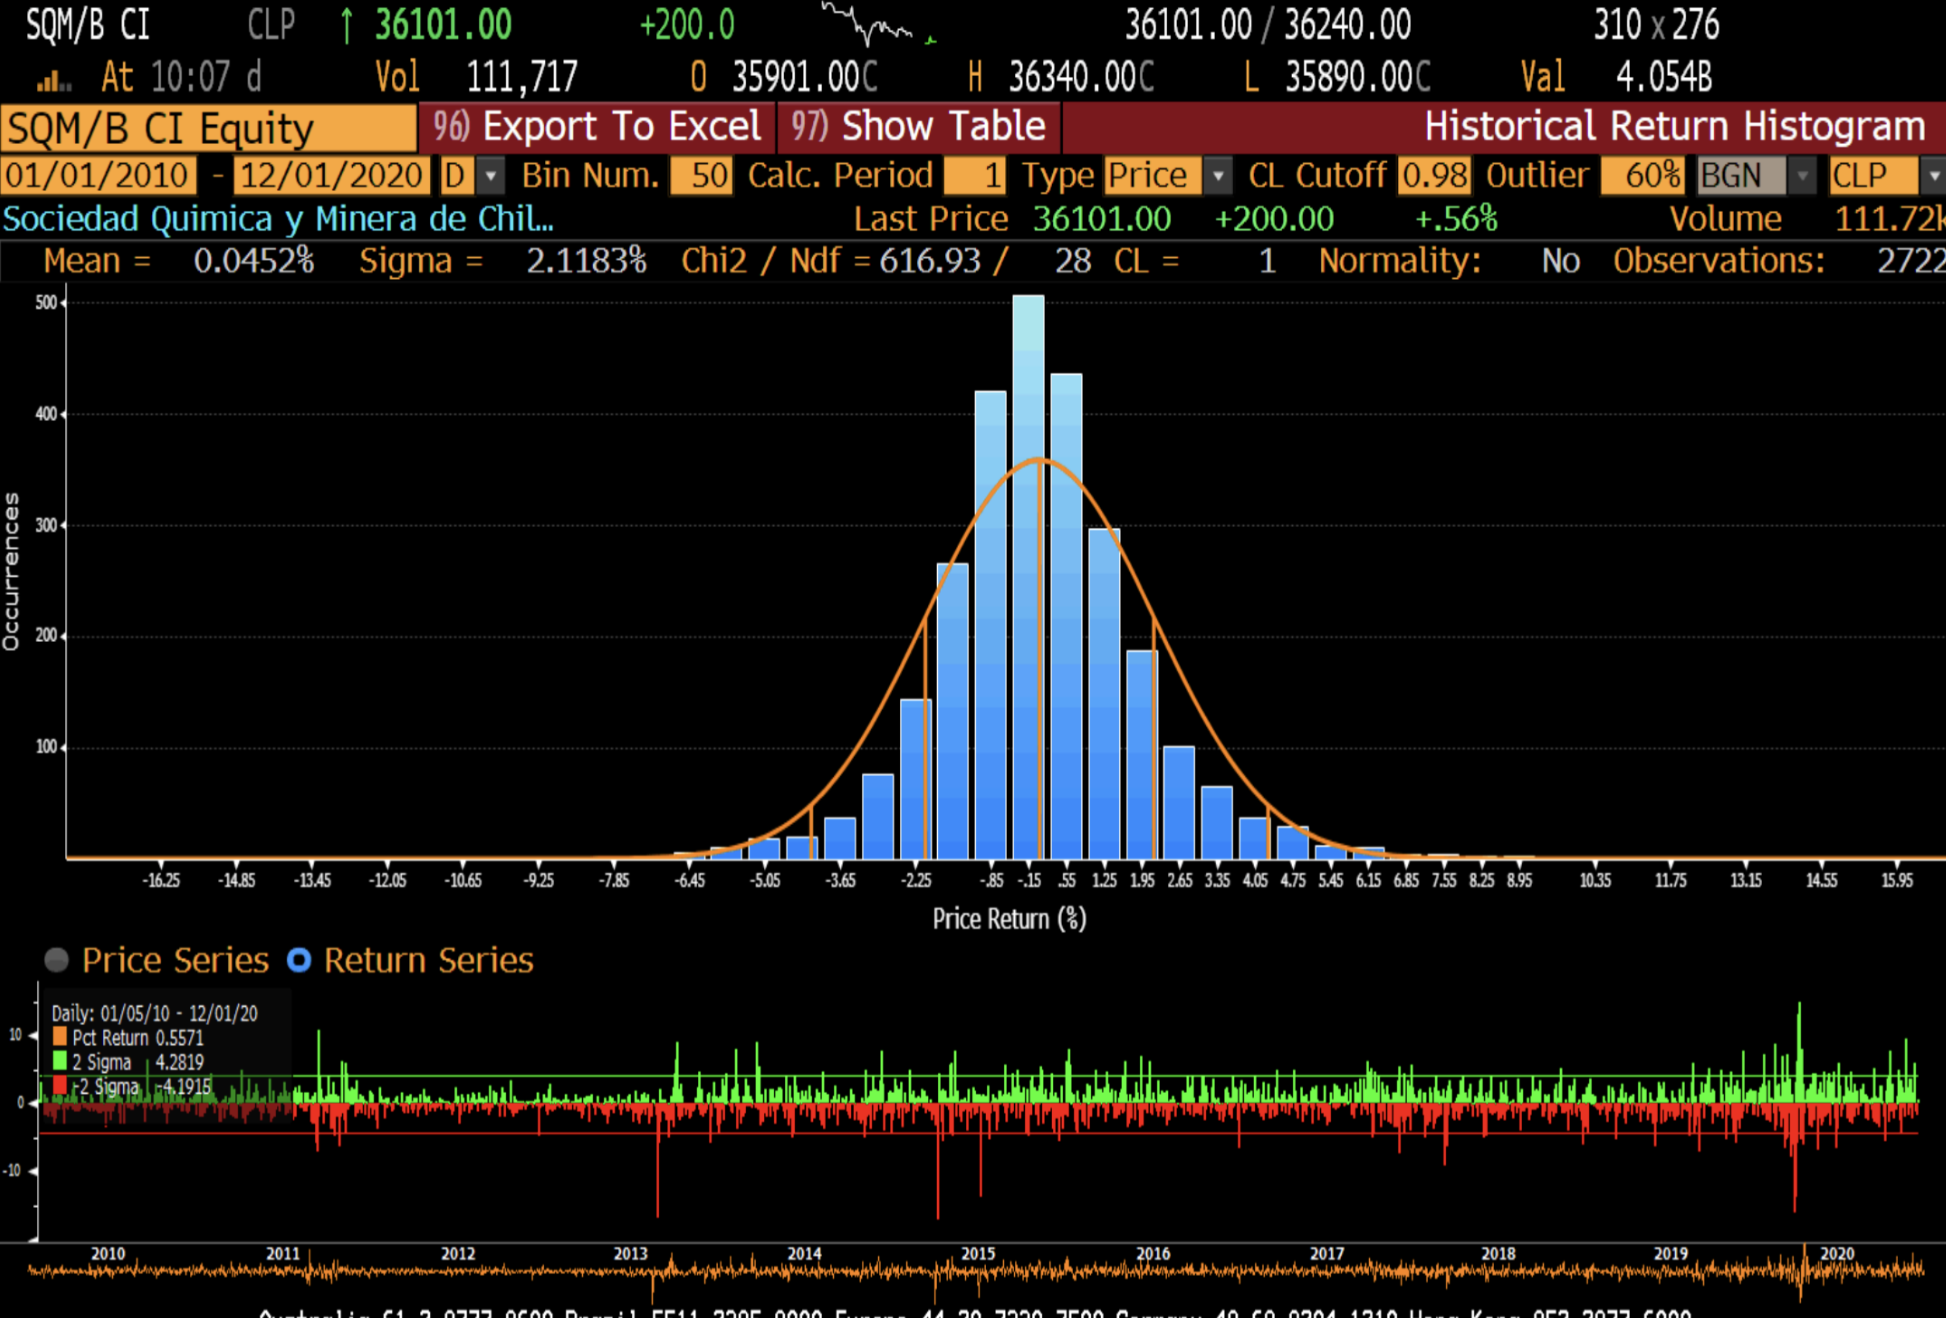 SQM/B CI CLP ↑ 36101.00 +200.0 36101.00 / 36240.00 310 x 276
At 10:07 d Vol 111,717 O 35901.00C H 36340.00C L 35890.00C Val 4.054B
SQM/B CI Equity 96) Export To Excel 97) Show Table Historical Return Histogram
01/01/2010 - 12/01/2020 D Bin Num. 50 Calc. Period 1 Type Price CL Cutoff 0.98 Outlier 60% BGN CLP
Sociedad Quimica y Minera de Chil... Last Price 36101.00 +200.00 +.56% Volume 111.72k
Mean = 0.0452% Sigma = 2.1183% Chi2 / Ndf = 616.93 / 28 CL = 1 Normality: No Observations: 2722
500
400
300
200
100
Occurrences
-16.25 -14.85 -13.45 -12.05 -10.65 -9.25 -7.85 -6.45 -5.05 -3.65 -2.25 -.85 -.15 .55 1.25 1.95 2.65 3.35 4.05 4.75 5.45 6.15 6.85 7.55 8.25 8.95 10.35 11.75 13.15 14.55 15.95
Price Return (%)
Price Series Return Series
Daily: 01/05/10 - 12/01/20
Pct Return 0.5571
2 Sigma 4.2819
-2 Sigma -4.1915
10
0
-10
2010 2011 2012 2013 2014 2015 2016 2017 2018 2019 2020